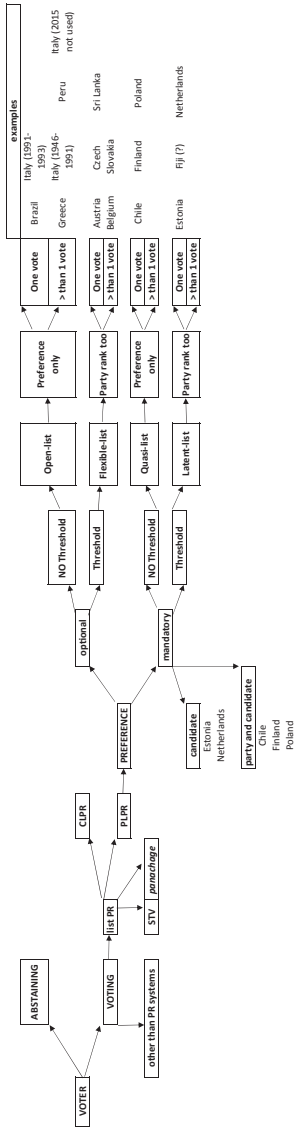 VOTER
ABSTAINING
VOTING
other than PR systems
list PR
STV
panachage
CLPR
PLPR
PREFERENCE
optional
mandatory
candidate
Estonia
Netherlands
party and candidate
Chile
Finland
Poland
NO Threshold
Threshold
NO Threshold
Threshold
Open-list
Flexible-list
Quasi-list
Latent-list
Preference
only
Party rank too
Preference
only
Party rank too
One vote
> than 1 vote
One vote
> than 1 vote
One vote
> than 1 vote
One vote
> than 1 vote
examples
Brazil
Italy (1991-
1993)
Greece
Italy (1946-
1991)
Peru
Italy (2015
not used)
Austria
Belgium
Czech
Slovakia
Sri Lanka
Chile
Finland
Poland
Estonia
Fiji (?)
Netherlands